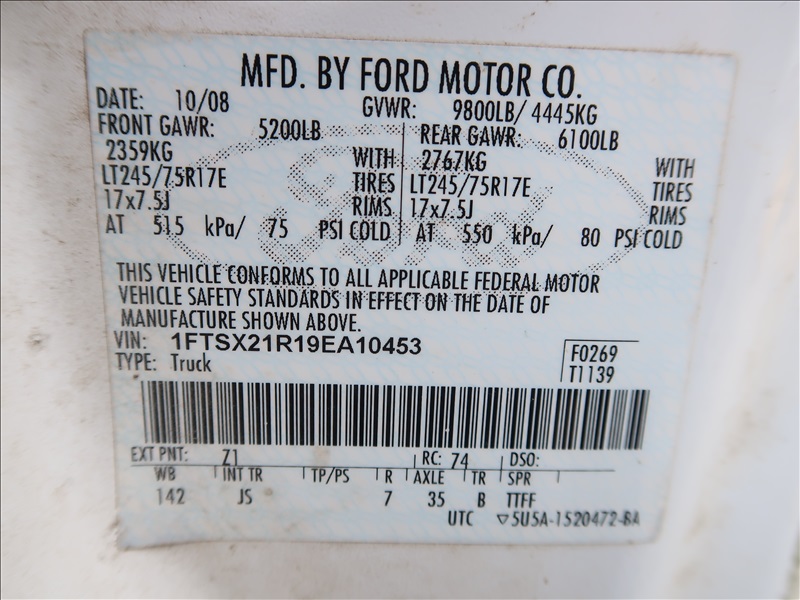 MFD. BY FORD MOTOR CO.
DATE: 10/08 GVWR: 9800LB/ 4445KG
FRONT GAWR: 5200LB REAR GAWR: 6100LB
2359KG WITH 2767KG WITH
LT245/75R17E TIRES LT245/75R17E TIRES
17x7.5J RIMS 17x7.5J RIMS
AT 515 kPa/ 75 PSI COLD AT 550 kPa/ 80 PSI COLD
THIS VEHICLE CONFORMS TO ALL APPLICABLE FEDERAL MOTOR
VEHICLE SAFETY STANDARDS IN EFFECT ON THE DATE OF
MANUFACTURE SHOWN ABOVE.
VIN: 1FTSX21R19EA10453
TYPE: Truck
F0269
T1139
EXT PNT: Z1 RC: 74 DSO:
WB INT TR TP/PS R AXLE TR SPR
142 JS 7 35 B TTFF
UTC ▽5U5A-1520472-BA